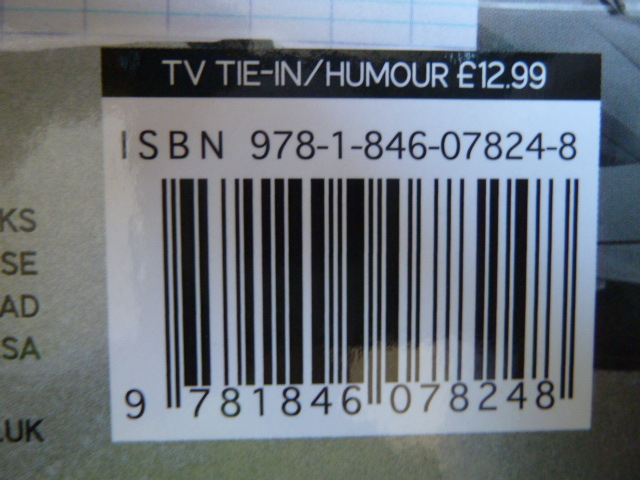 TV TIE-IN/HUMOUR £12.99
ISBN 978-1-846-07824-8
KS
SE
AD
SA
.UK
9 781846 078248